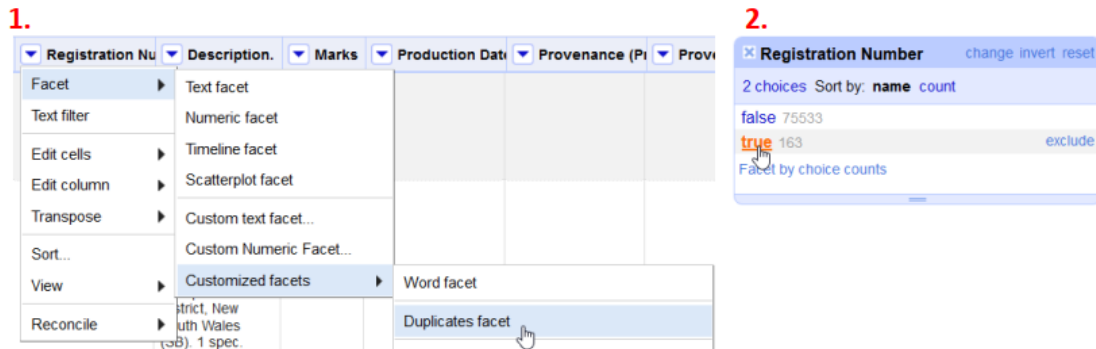 1.
Registration Nu Description. Marks Production Date Provenance (Pr Prove
Facet
Text filter
Edit cells
Edit column
Transpose
Sort...
View
Reconcile
Text facet
Numeric facet
Timeline facet
Scatterplot facet
Custom text facet...
Custom Numeric Facet...
Customized facets
Word facet
Duplicates facet
strict, New
uth Wales
(SB). 1 spec.
2.
Registration Number change invert reset
2 choices Sort by: name count
false 75533
true 163 exclude
Facet by choice counts